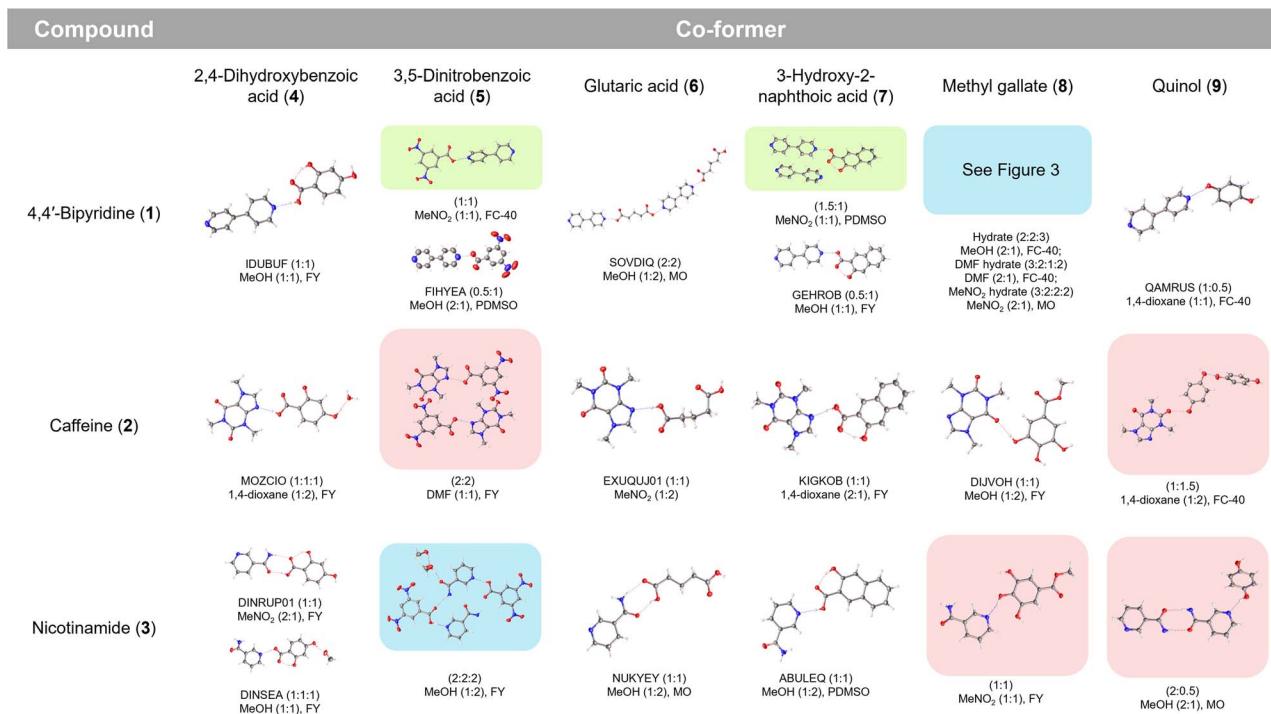 Compound
Co-former
2,4-Dihydroxybenzoic
acid (4)
3,5-Dinitrobenzoic
acid (5)
Glutaric acid (6)
3-Hydroxy-2-
naphthoic acid (7)
Methyl gallate (8)
Quinol (9)
4,4′-Bipyridine (1)
IDUBUF (1:1)
MeOH (1:1), FY
(1:1)
MeNO₂ (1:1), FC-40
FIHYEA (0.5:1)
MeOH (2:1), PDMSO
SOVDIQ (2:2)
MeOH (1:2), MO
(1.5:1)
MeNO₂ (1:1), PDMSO
GEHROB (0.5:1)
MeOH (1:1), FY
See Figure 3
Hydrate (2:2:3)
MeOH (2:1), FC-40;
DMF hydrate (3:2:1:2)
DMF (2:1), FC-40;
MeNO₂ hydrate (3:2:2:2)
MeNO₂ (2:1), MO
QAMRUS (1:0.5)
1,4-dioxane (1:1), FC-40
Caffeine (2)
MOZCIO (1:1:1)
1,4-dioxane (1:2), FY
(2:2)
DMF (1:1), FY
EXUQUJ01 (1:1)
MeNO₂ (1:2)
KIGKOB (1:1)
1,4-dioxane (2:1), FY
DIJVOH (1:1)
MeOH (1:2), FY
(1:1.5)
1,4-dioxane (1:2), FC-40
Nicotinamide (3)
DINRUP01 (1:1)
MeNO₂ (2:1), FY
DINSEA (1:1:1)
MeOH (1:1), FY
(2:2:2)
MeOH (1:2), FY
NUKYEY (1:1)
MeOH (1:2), MO
ABULEQ (1:1)
MeOH (1:2), PDMSO
(1:1)
MeNO₂ (1:1), FY
(2:0.5)
MeOH (2:1), MO